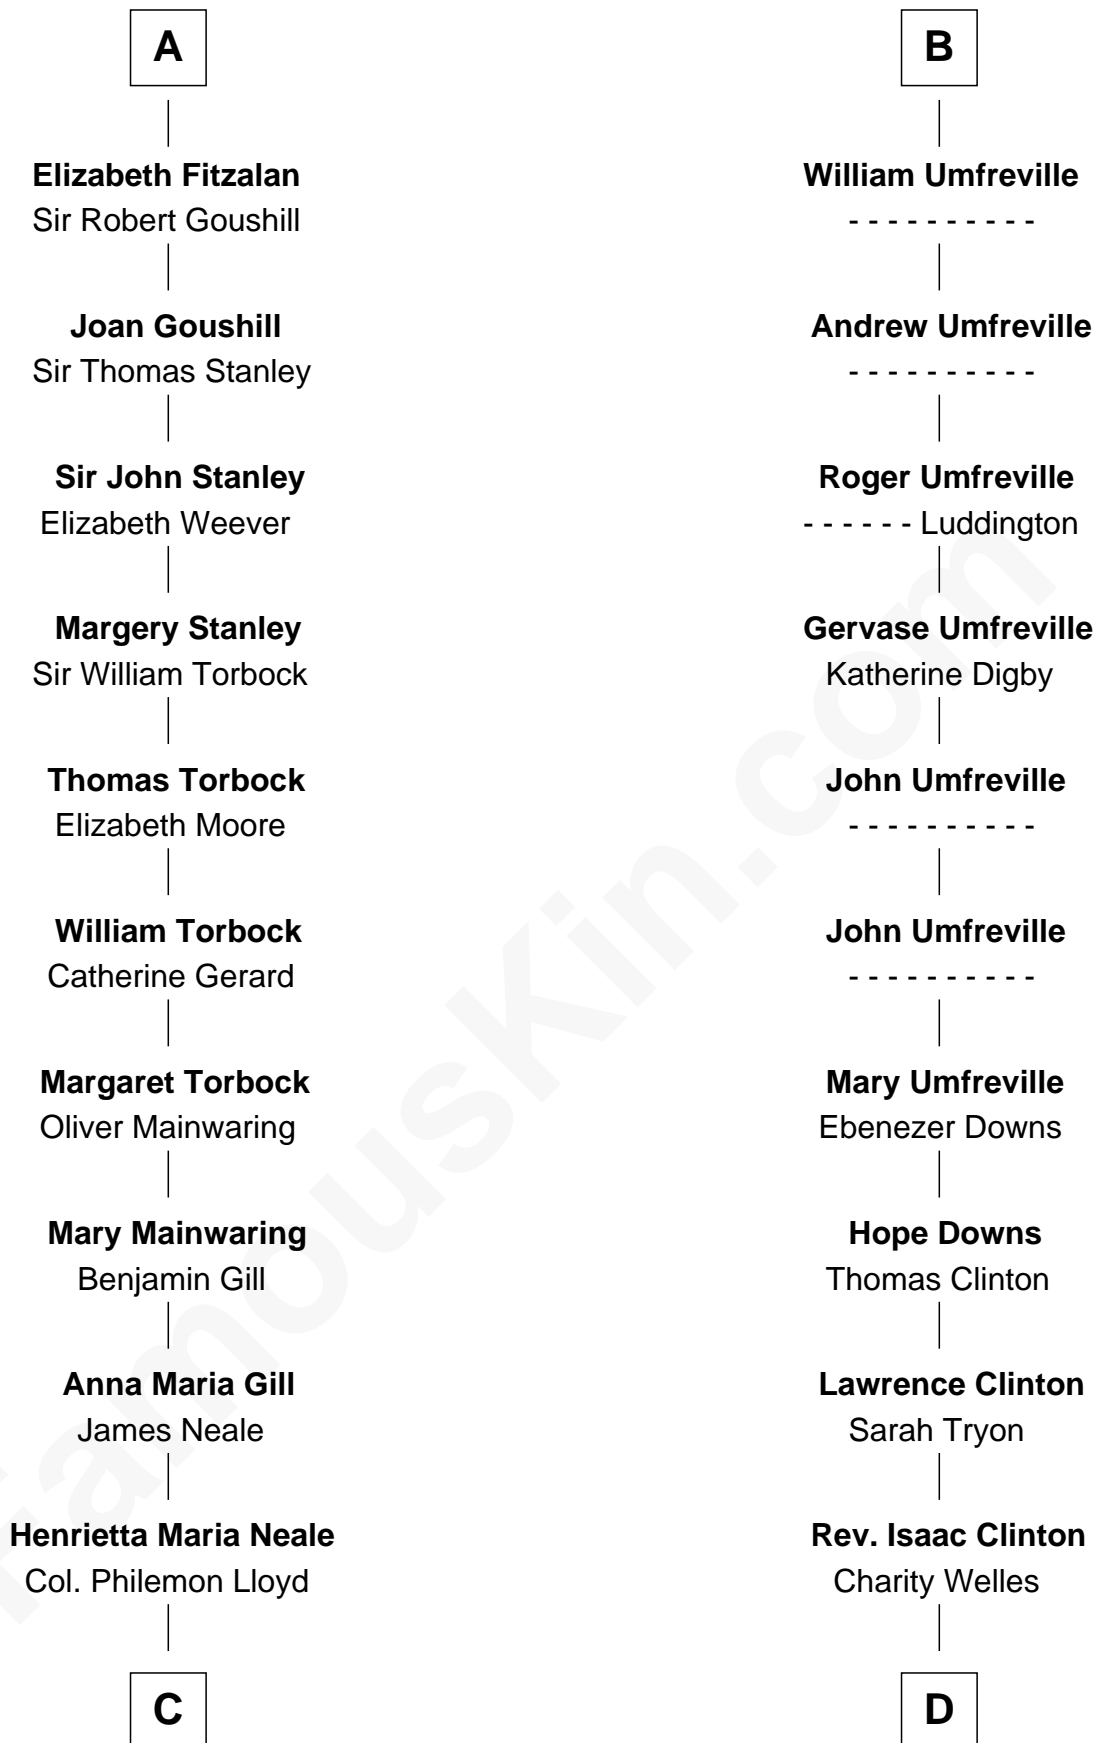 A
Elizabeth Fitzalan
Sir Robert Goushill
Joan Goushill
Sir Thomas Stanley
Sir John Stanley
Elizabeth Weever
Margery Stanley
Sir William Torbock
Thomas Torbock
Elizabeth Moore
William Torbock
Catherine Gerard
Margaret Torbock
Oliver Mainwaring
Mary Mainwaring
Benjamin Gill
Anna Maria Gill
James Neale
Henrietta Maria Neale
Col. Philemon Lloyd
C
B
William Umfreville
- - - - - - - - - -
Andrew Umfreville
- - - - - - - - - -
Roger Umfreville
- - - - - - Luddington
Gervase Umfreville
Katherine Digby
John Umfreville
- - - - - - - - - -
John Umfreville
- - - - - - - - - -
Mary Umfreville
Ebenezer Downs
Hope Downs
Thomas Clinton
Lawrence Clinton
Sarah Tryon
Rev. Isaac Clinton
Charity Welles
D
FamousKin.com